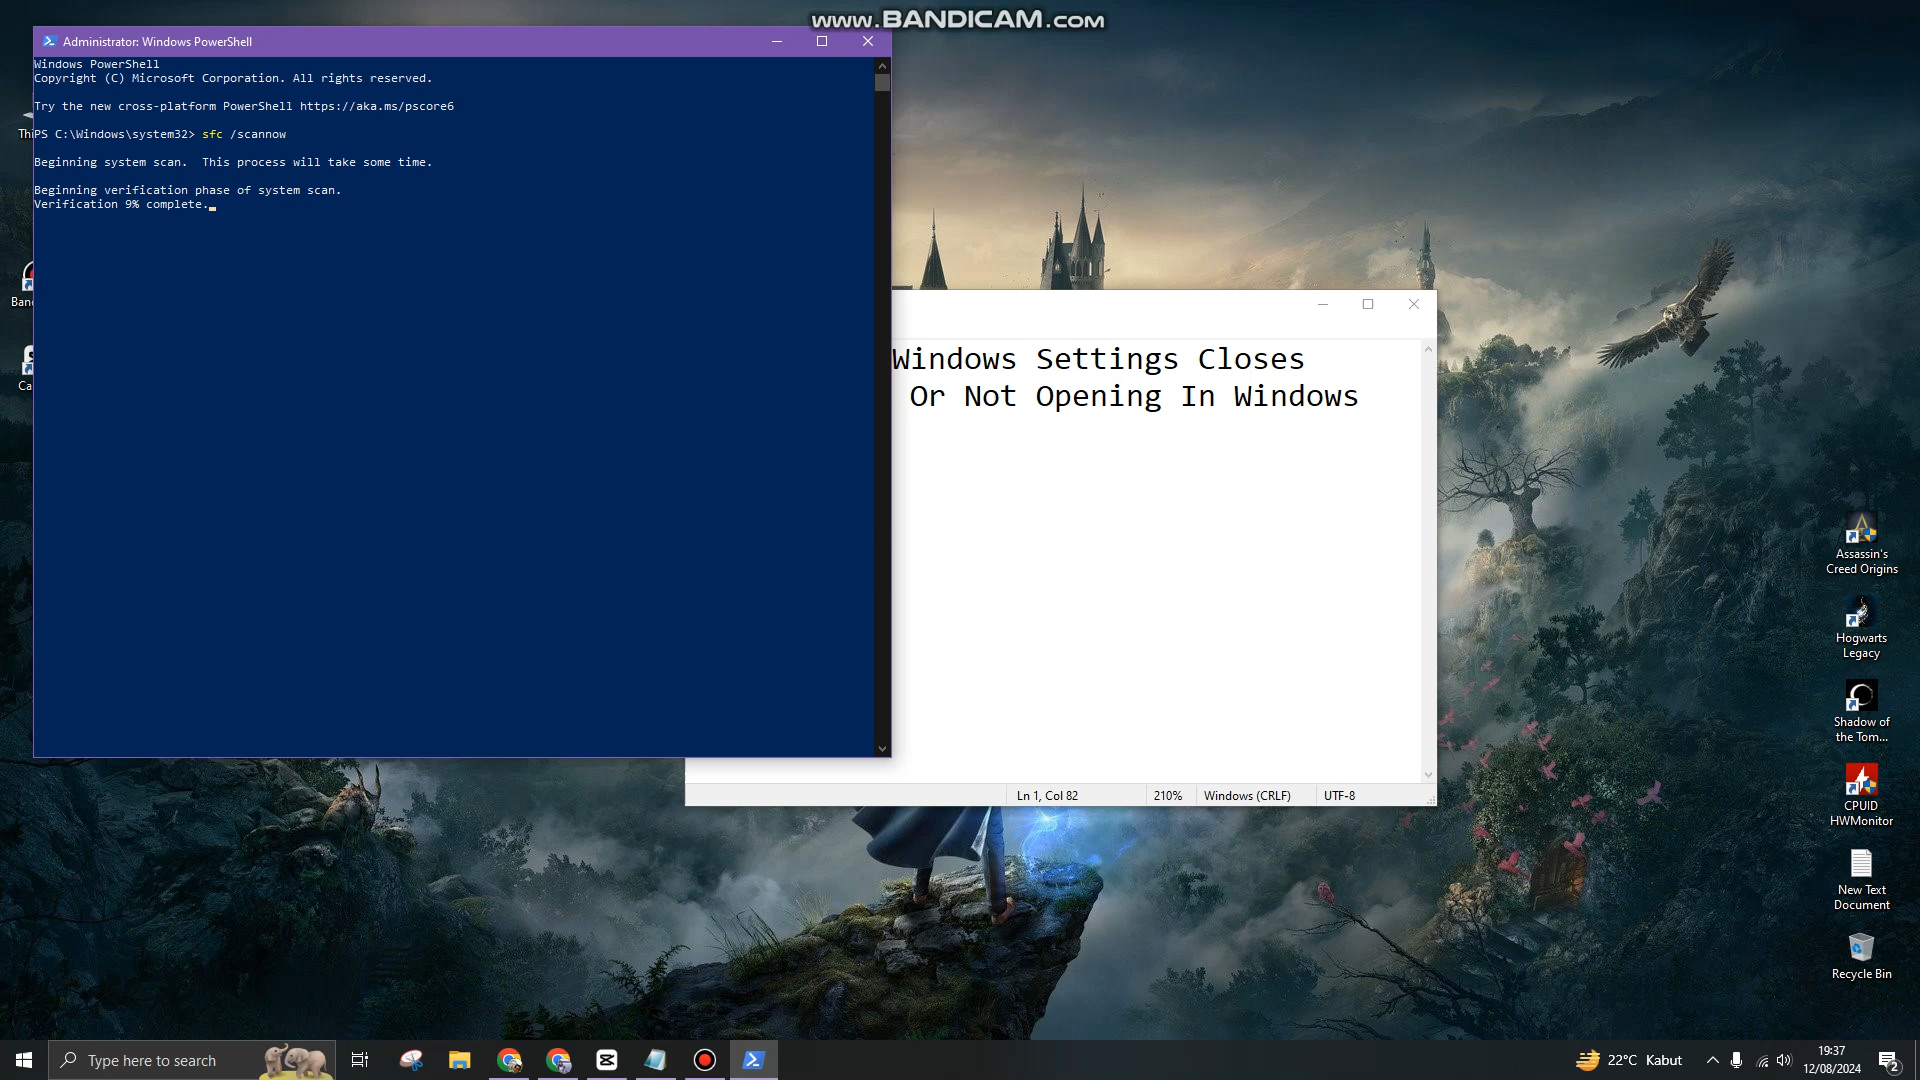 www.BANDICAM.com
Administrator: Windows PowerShell
Windows PowerShell
Copyright (C) Microsoft Corporation. All rights reserved.
Try the new cross-platform PowerShell https://aka.ms/pscore6
PS C:\Windows\system32> sfc /scannow
Beginning system scan.  This process will take some time.
Beginning verification phase of system scan.
Verification 9% complete.
Windows Settings Closes
Or Not Opening In Windows
Ln 1, Col 82
210%
Windows (CRLF)
UTF-8
Assassin's
Creed Origins
Hogwarts
Legacy
Shadow of
the Tom...
CPUID
HWMonitor
New Text
Document
Recycle Bin
Type here to search
22°C Kabut
19:37
12/08/2024
2